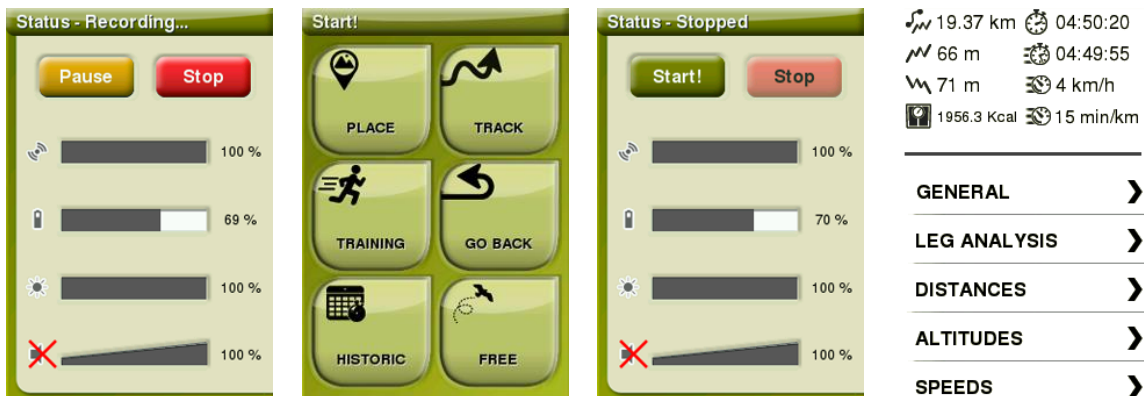 Status - Recording...
Pause
Stop
100 %
69 %
100 %
100 %
Start!
PLACE
TRACK
TRAINING
GO BACK
HISTORIC
FREE
Status - Stopped
Start!
Stop
100 %
70 %
100 %
100 %
19.37 km 04:50:20
66 m 04:49:55
71 m 4 km/h
1956.3 Kcal 15 min/km
GENERAL
LEG ANALYSIS
DISTANCES
ALTITUDES
SPEEDS